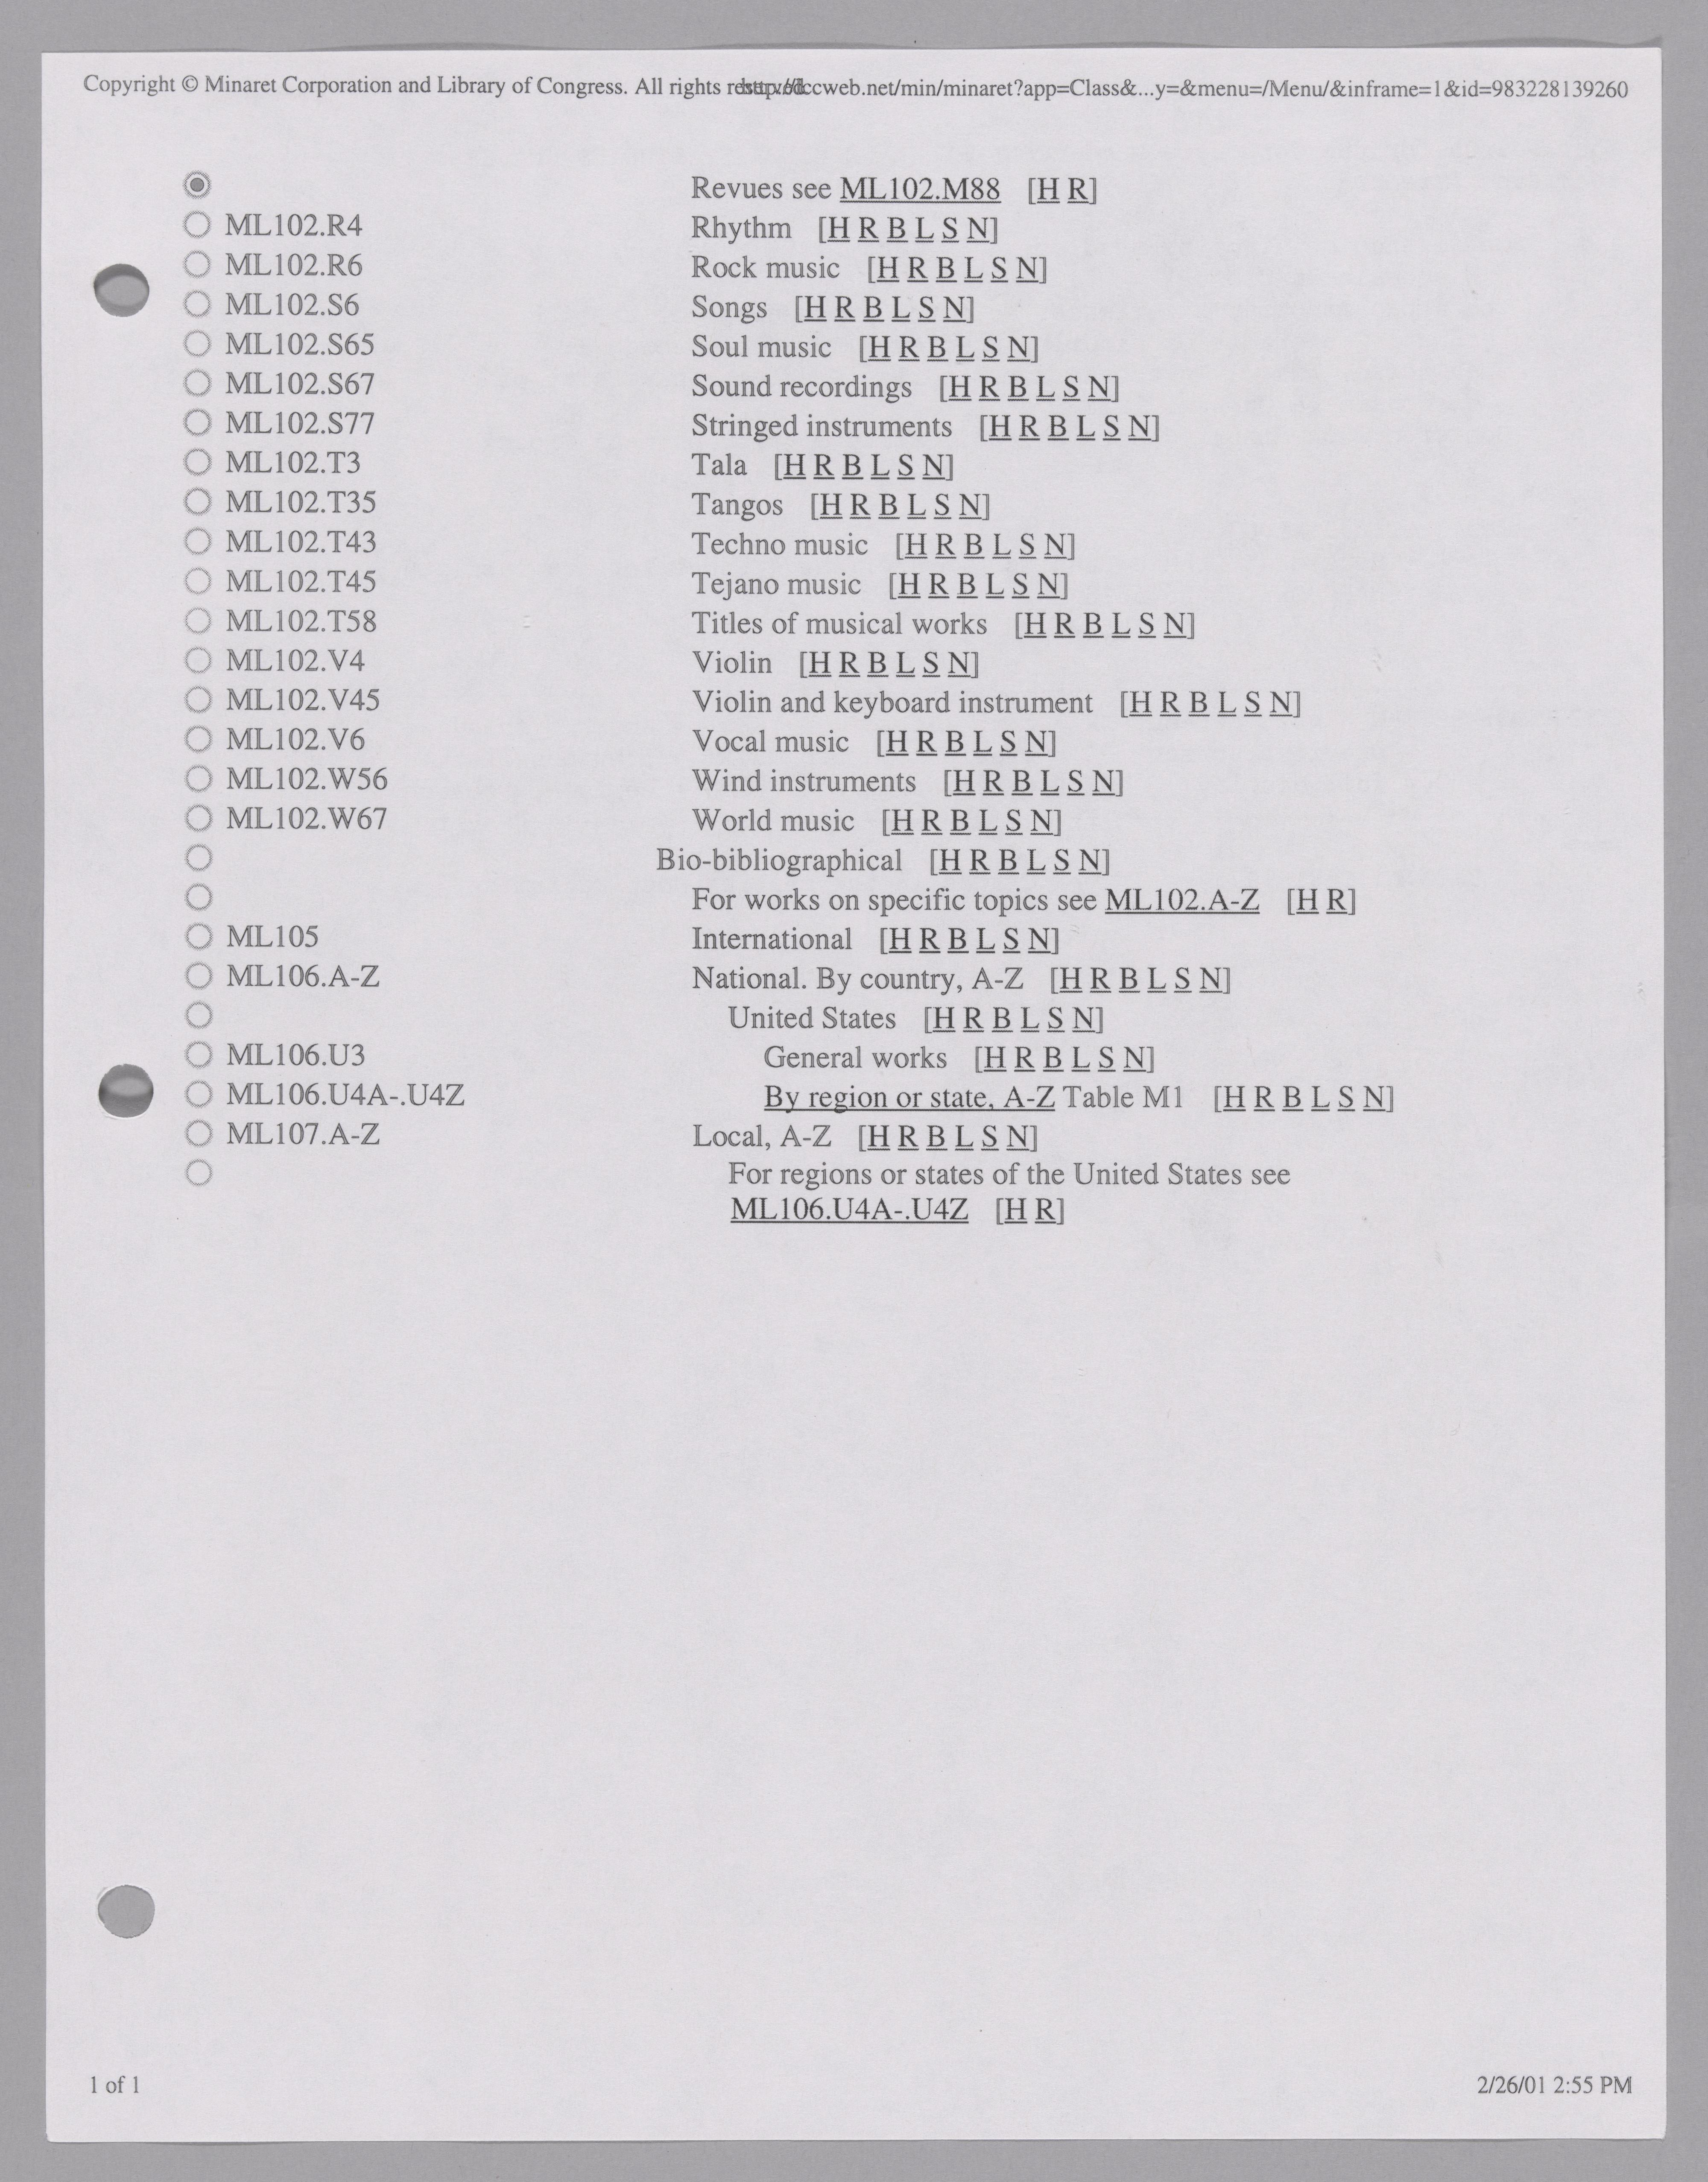 Copyright © Minaret Corporation and Library of Congress. All rights ccweb.net/min/minaret?app=Class&...y=&menu=/Menu/&inframe=1&id=983228139260
Revues see ML102.M88 [H R]
ML102.R4 Rhythm [H R B L S N]
ML102.R6 Rock music [H R B L S N]
ML102.S6 Songs [H R B L S N]
ML102.S65 Soul music [H R B L S N]
ML102.S67 Sound recordings [H R B L S N]
ML102.S77 Stringed instruments [H R B L S N]
ML102.T3 Tala [H R B L S N]
ML102.T35 Tangos [H R B L S N]
ML102.T43 Techno music [H R B L S N]
ML102.T45 Tejano music [H R B L S N]
ML102.T58 Titles of musical works [H R B L S N]
ML102.V4 Violin [H R B L S N]
ML102.V45 Violin and keyboard instrument [H R B L S N]
ML102.V6 Vocal music [H R B L S N]
ML102.W56 Wind instruments [H R B L S N]
ML102.W67 World music [H R B L S N]
Bio-bibliographical [H R B L S N]
For works on specific topics see ML102.A-Z [H R]
ML105 International [H R B L S N]
ML106.A-Z National. By country, A-Z [H R B L S N]
United States [H R B L S N]
ML106.U3 General works [H R B L S N]
ML106.U4A-.U4Z By region or state, A-Z Table M1 [H R B L S N]
ML107.A-Z Local, A-Z [H R B L S N]
For regions or states of the United States see
ML106.U4A-.U4Z [H R]
1 of 1 2/26/01 2:55 PM